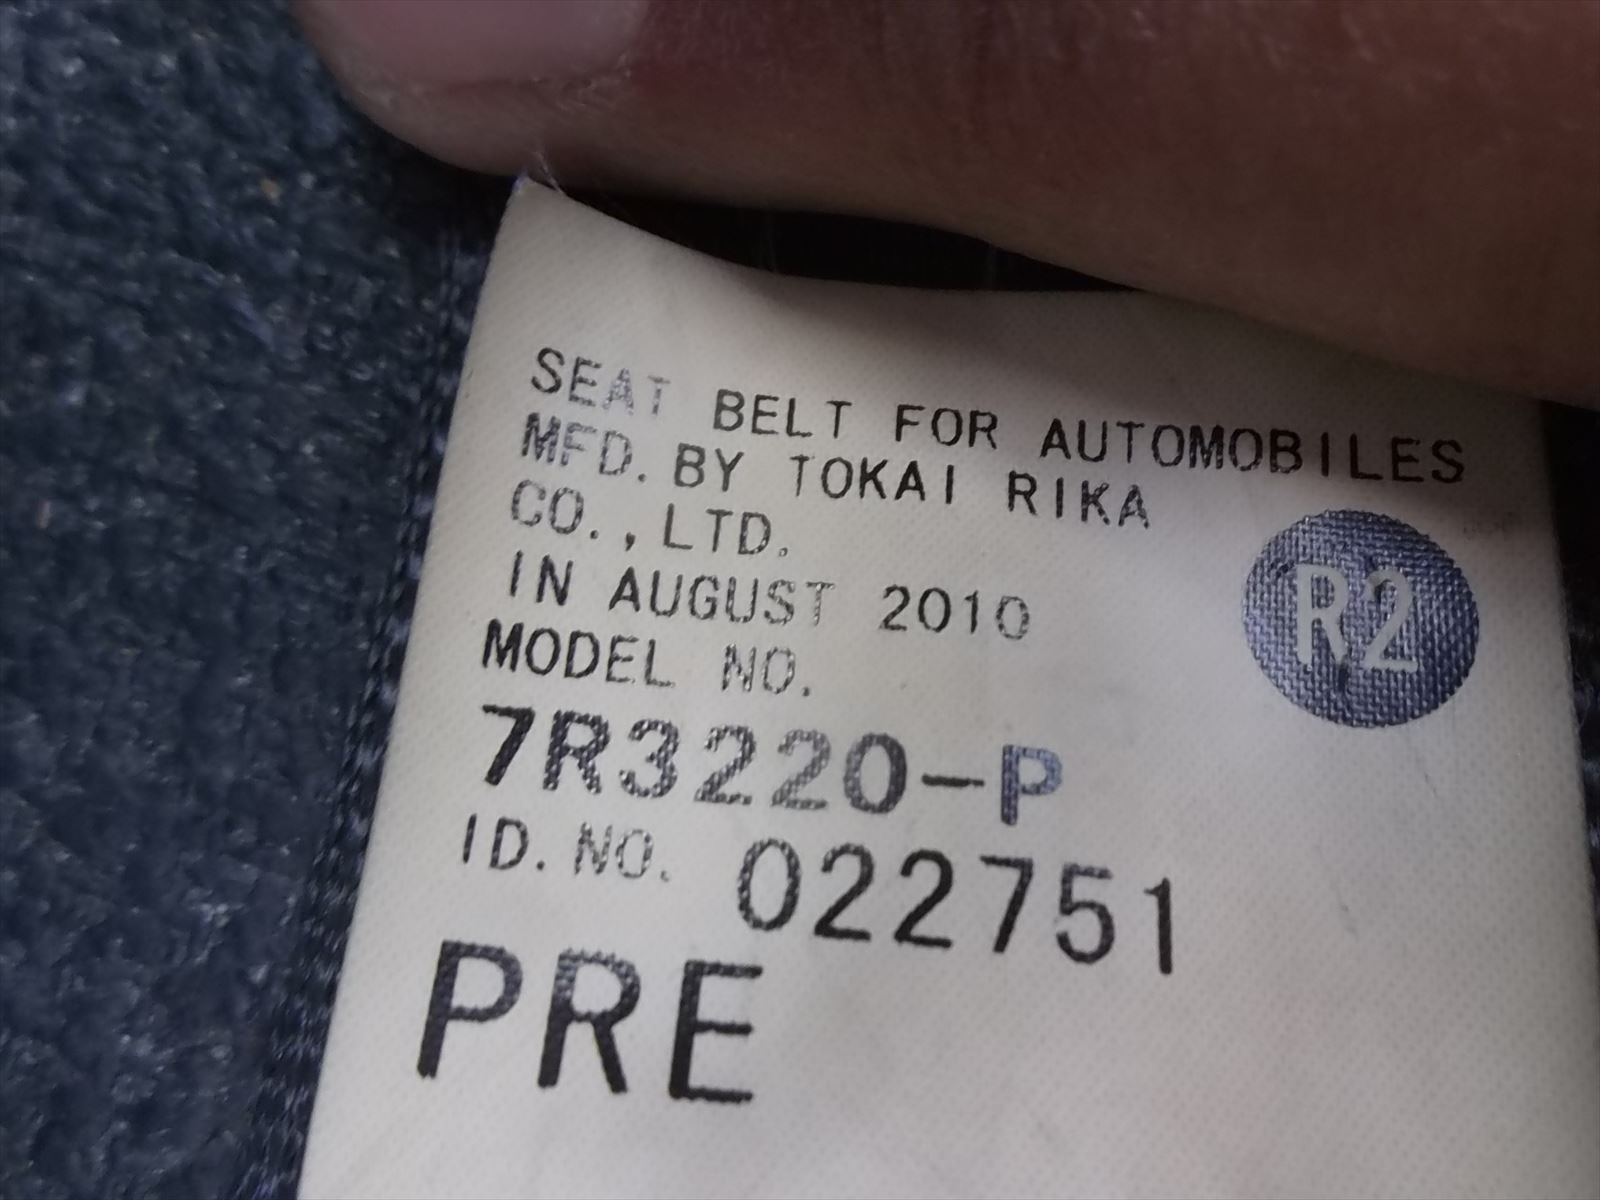 SEAT BELT FOR AUTOMOBILES
MFD. BY TOKAI RIKA
CO., LTD.
IN AUGUST 2010
R2
MODEL NO.
7R3220-P
ID. NO. 022751
PRE